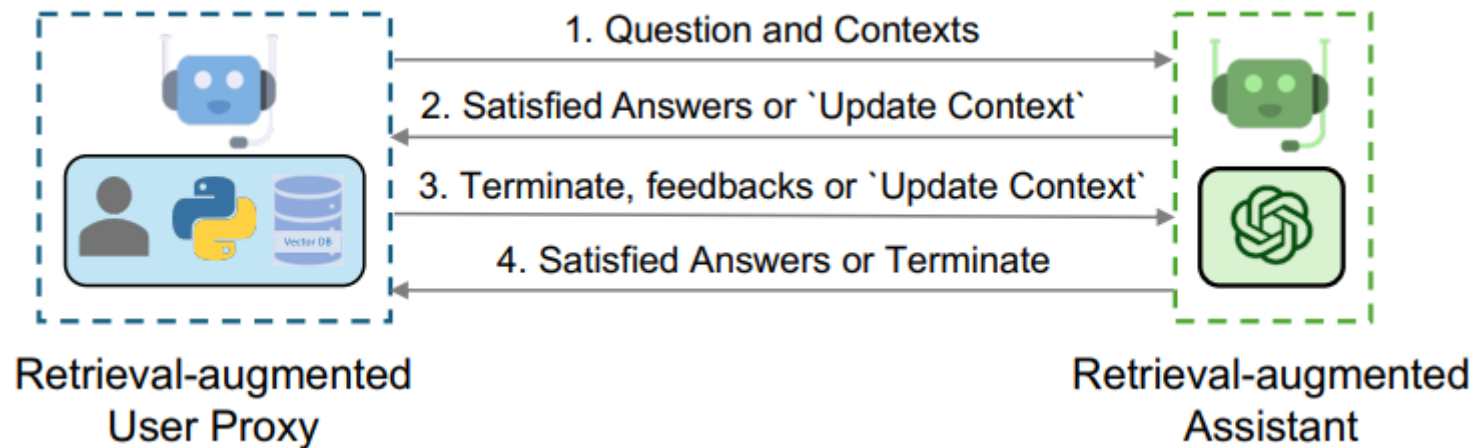 1. Question and Contexts
2. Satisfied Answers or `Update Context`
3. Terminate, feedbacks or `Update Context`
4. Satisfied Answers or Terminate
Vector DB
Retrieval-augmented
User Proxy
Retrieval-augmented
Assistant